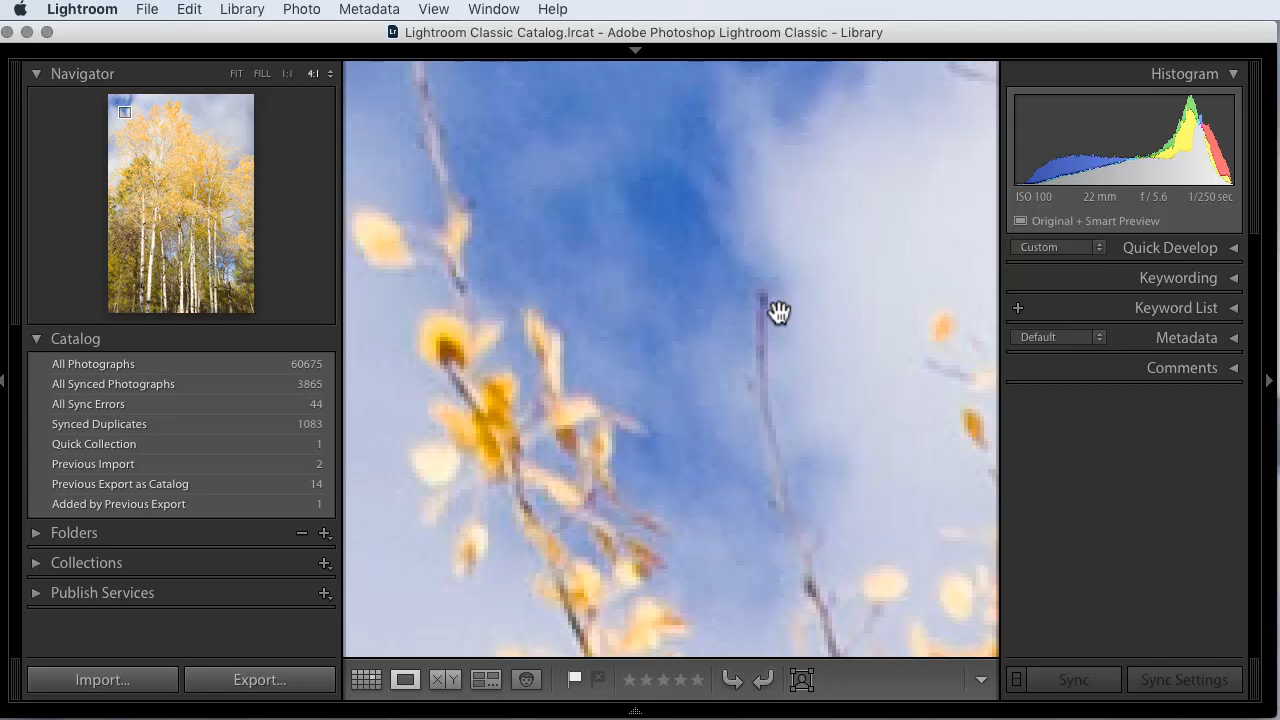 Lightroom File Edit Library Photo Metadata View Window Help
Lr Lightroom Classic Catalog.lrcat - Adobe Photoshop Lightroom Classic - Library
Navigator FIT FILL 1:1 4:1
Catalog
All Photographs 60675
All Synced Photographs 3865
All Sync Errors 44
Synced Duplicates 1083
Quick Collection 1
Previous Import 2
Previous Export as Catalog 14
Added by Previous Export 1
Folders
Collections
Publish Services
Import... Export...
X Y
Histogram
ISO 100 22 mm f / 5.6 1/250 sec
Original + Smart Preview
Custom Quick Develop
Keywording
Keyword List
Default Metadata
Comments
Sync Sync Settings